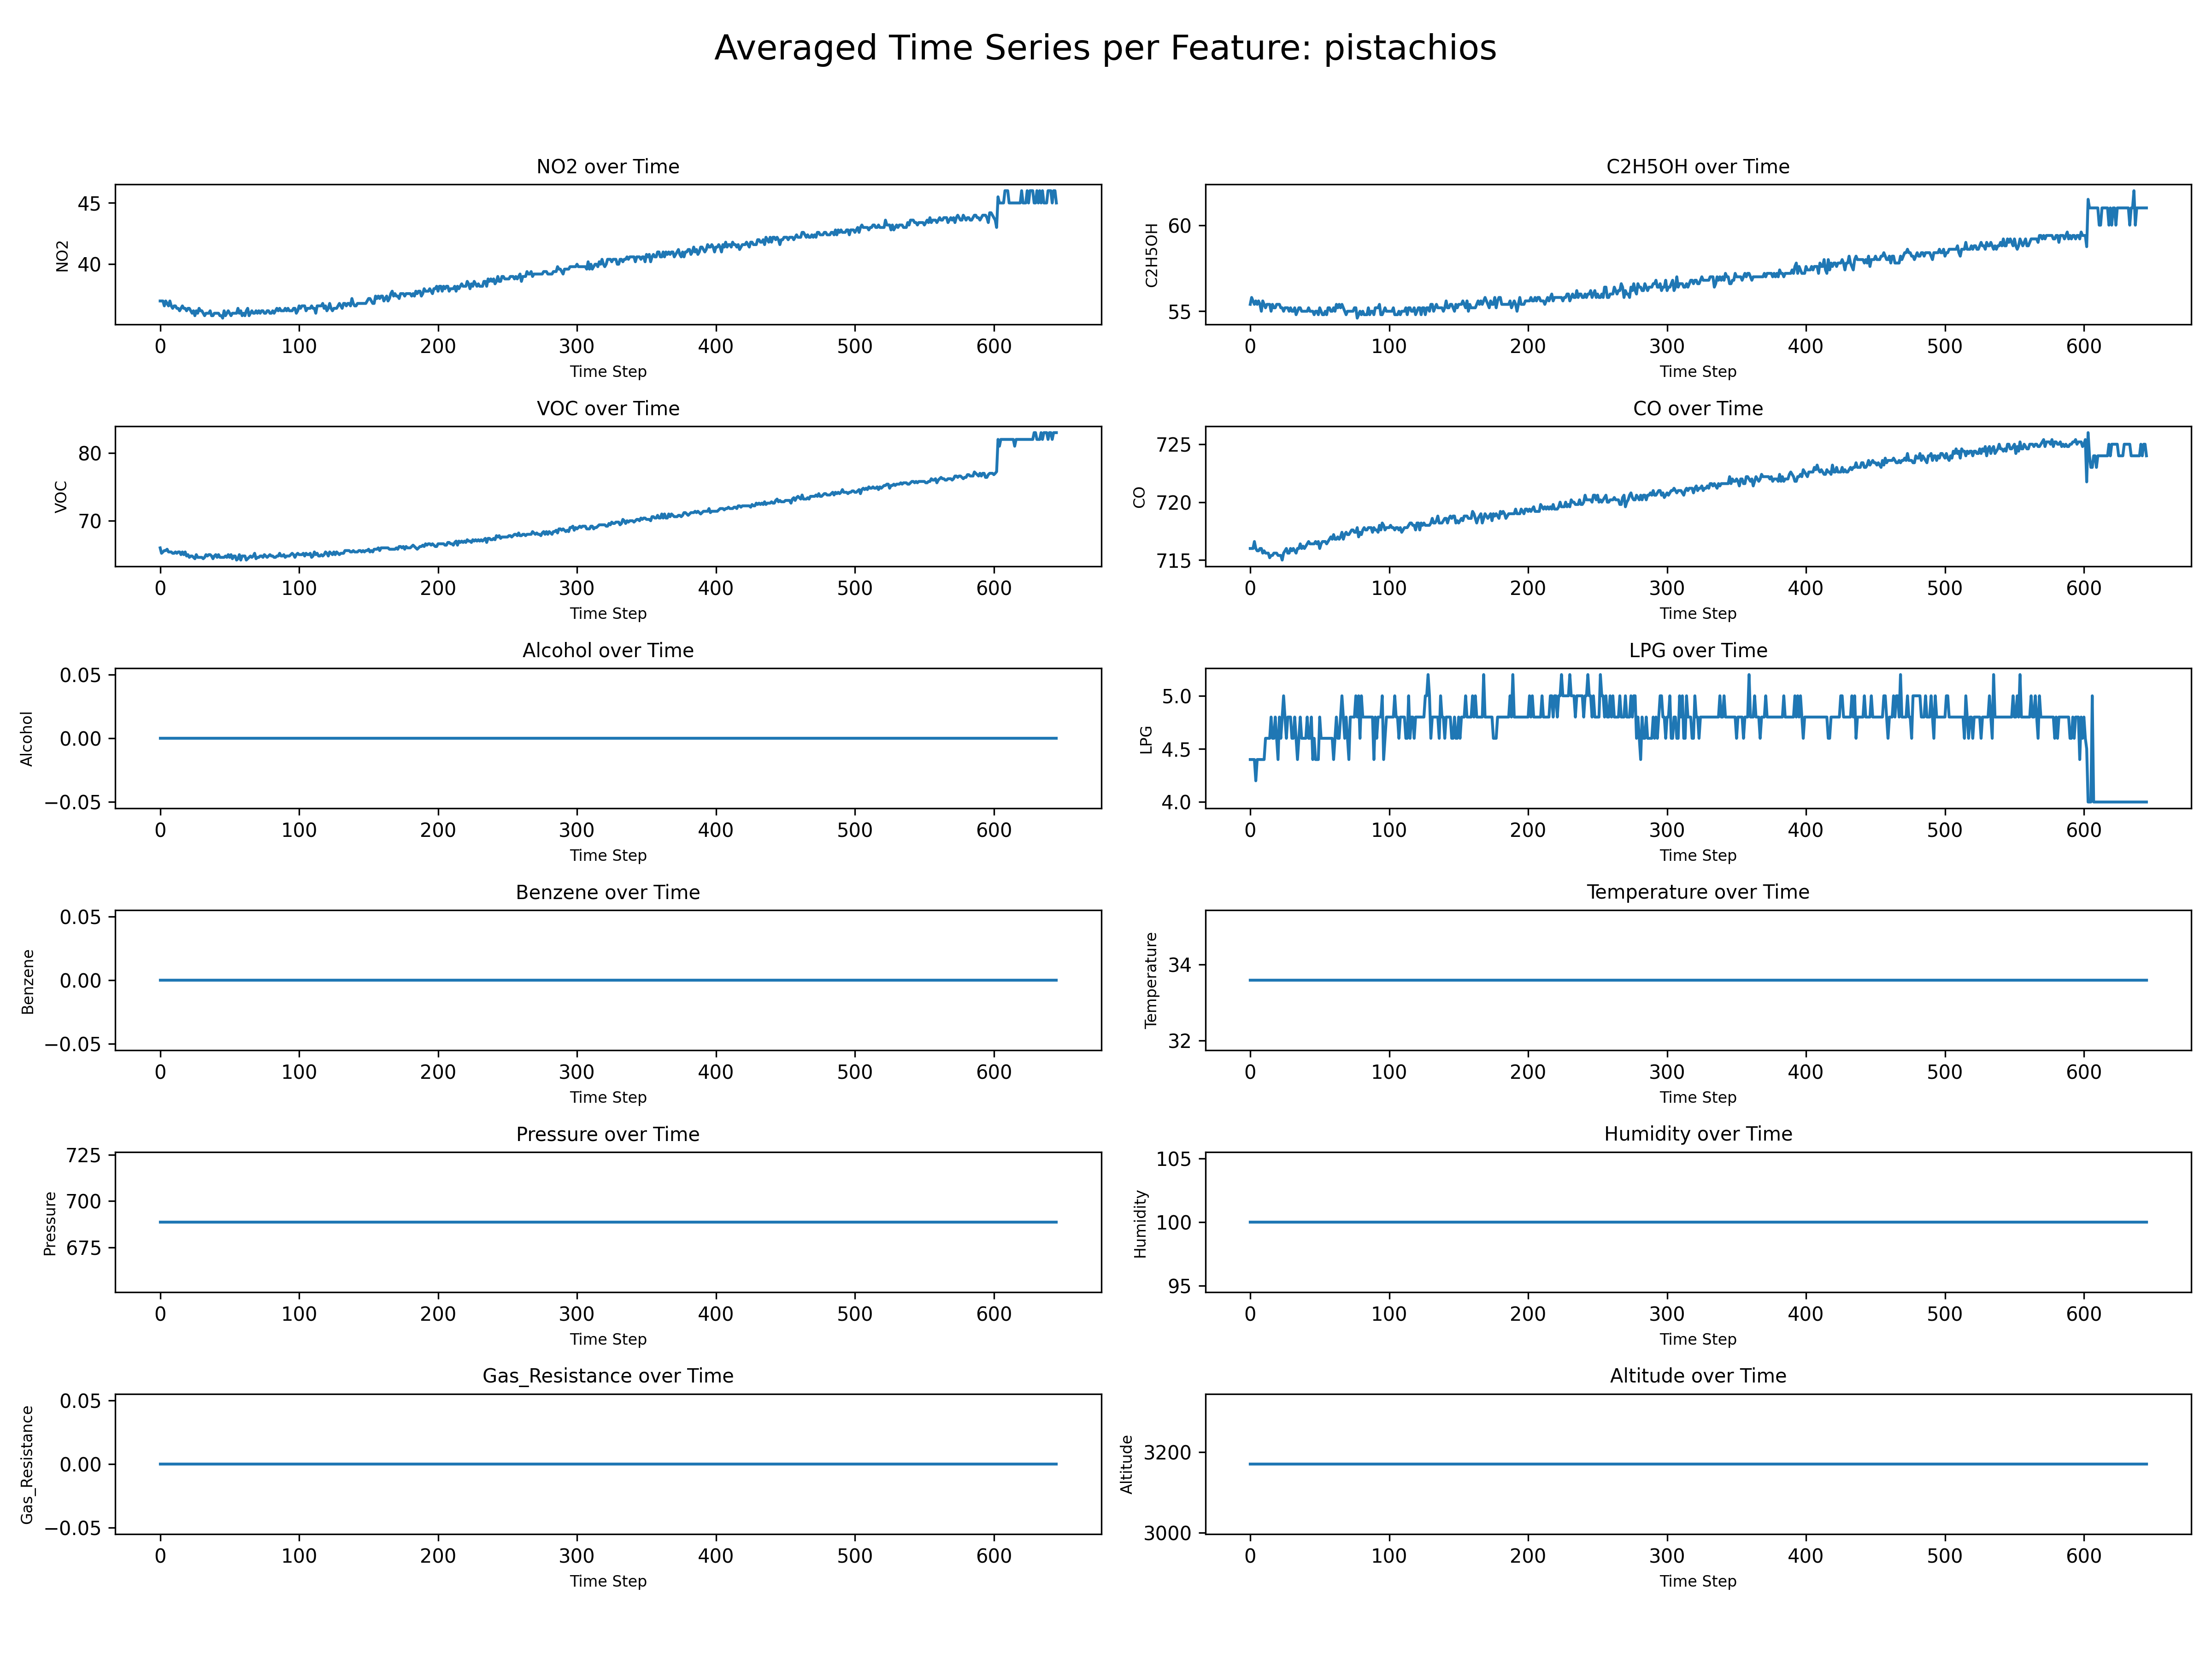 Averaged Time Series per Feature: pistachios
NO2 over Time
NO2
45
40
0 100 200 300 400 500 600
Time Step
C2H5OH over Time
C2H5OH
60
55
0 100 200 300 400 500 600
Time Step
VOC over Time
VOC
80
70
0 100 200 300 400 500 600
Time Step
CO over Time
CO
725
720
715
0 100 200 300 400 500 600
Time Step
Alcohol over Time
Alcohol
0.05
0.00
−0.05
0 100 200 300 400 500 600
Time Step
LPG over Time
LPG
5.0
4.5
4.0
0 100 200 300 400 500 600
Time Step
Benzene over Time
Benzene
0.05
0.00
−0.05
0 100 200 300 400 500 600
Time Step
Temperature over Time
Temperature
34
32
0 100 200 300 400 500 600
Time Step
Pressure over Time
Pressure
725
700
675
0 100 200 300 400 500 600
Time Step
Humidity over Time
Humidity
105
100
95
0 100 200 300 400 500 600
Time Step
Gas_Resistance over Time
Gas_Resistance
0.05
0.00
−0.05
0 100 200 300 400 500 600
Time Step
Altitude over Time
Altitude
3200
3000
0 100 200 300 400 500 600
Time Step